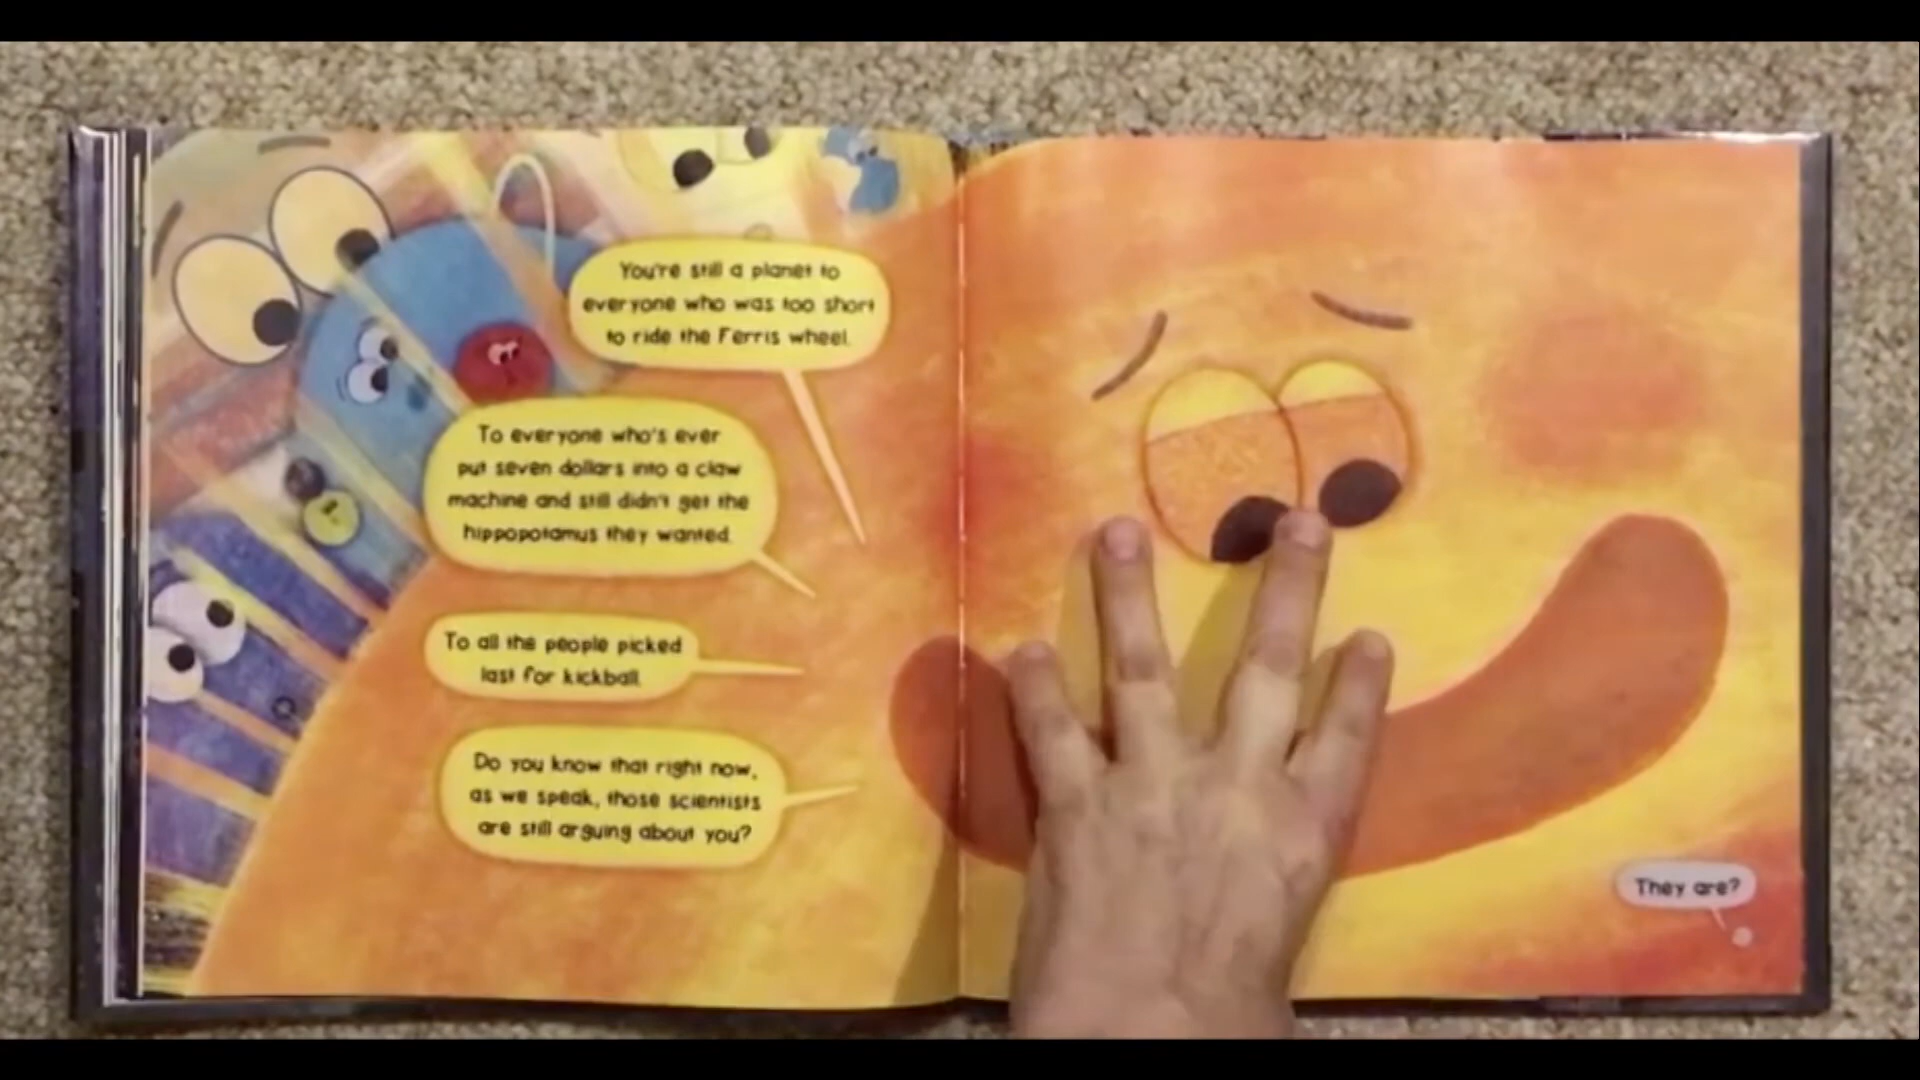 You're still a planet to
everyone who was too short
to ride the Ferris wheel.
To everyone who's ever
put seven dollars into a claw
machine and still didn't get the
hippopotamus they wanted.
To all the people picked
last for kickball.
Do you know that right now,
as we speak, those scientists
are still arguing about you?
They are?